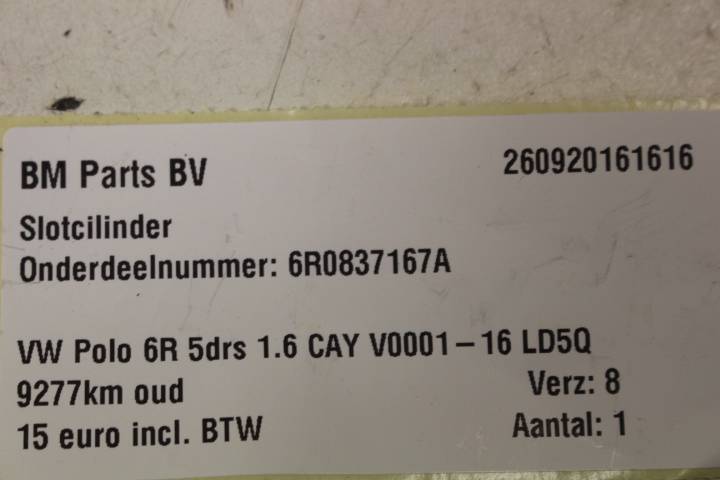 BM Parts BV 260920161616
Slotcilinder
Onderdeelnummer: 6R0837167A
VW Polo 6R 5drs 1.6 CAY V0001-16 LD5Q
9277km oud Verz: 8
15 euro incl. BTW Aantal: 1